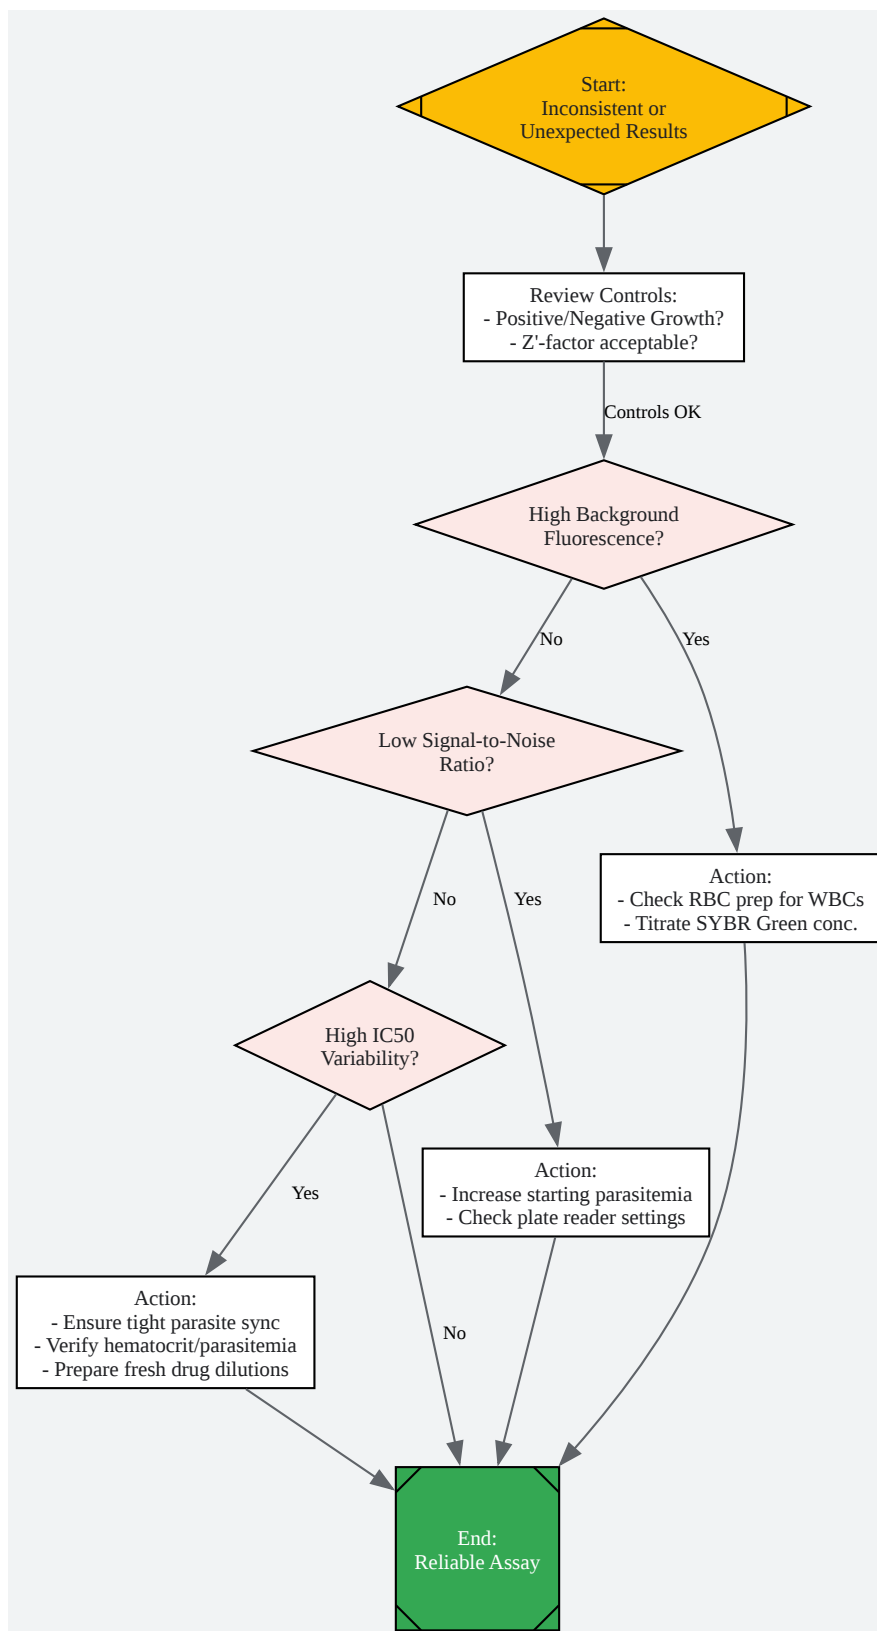 Start:
Inconsistent or
Unexpected Results
Review Controls:
- Positive/Negative Growth?
- Z'-factor acceptable?
Controls OK
High Background
Fluorescence?
No
Yes
Low Signal-to-Noise
Ratio?
Action:
- Check RBC prep for WBCs
- Titrate SYBR Green conc.
No
Yes
High IC50
Variability?
Action:
- Increase starting parasitemia
- Check plate reader settings
Yes
Action:
- Ensure tight parasite sync
- Verify hematocrit/parasitemia
- Prepare fresh drug dilutions
No
End:
Reliable Assay